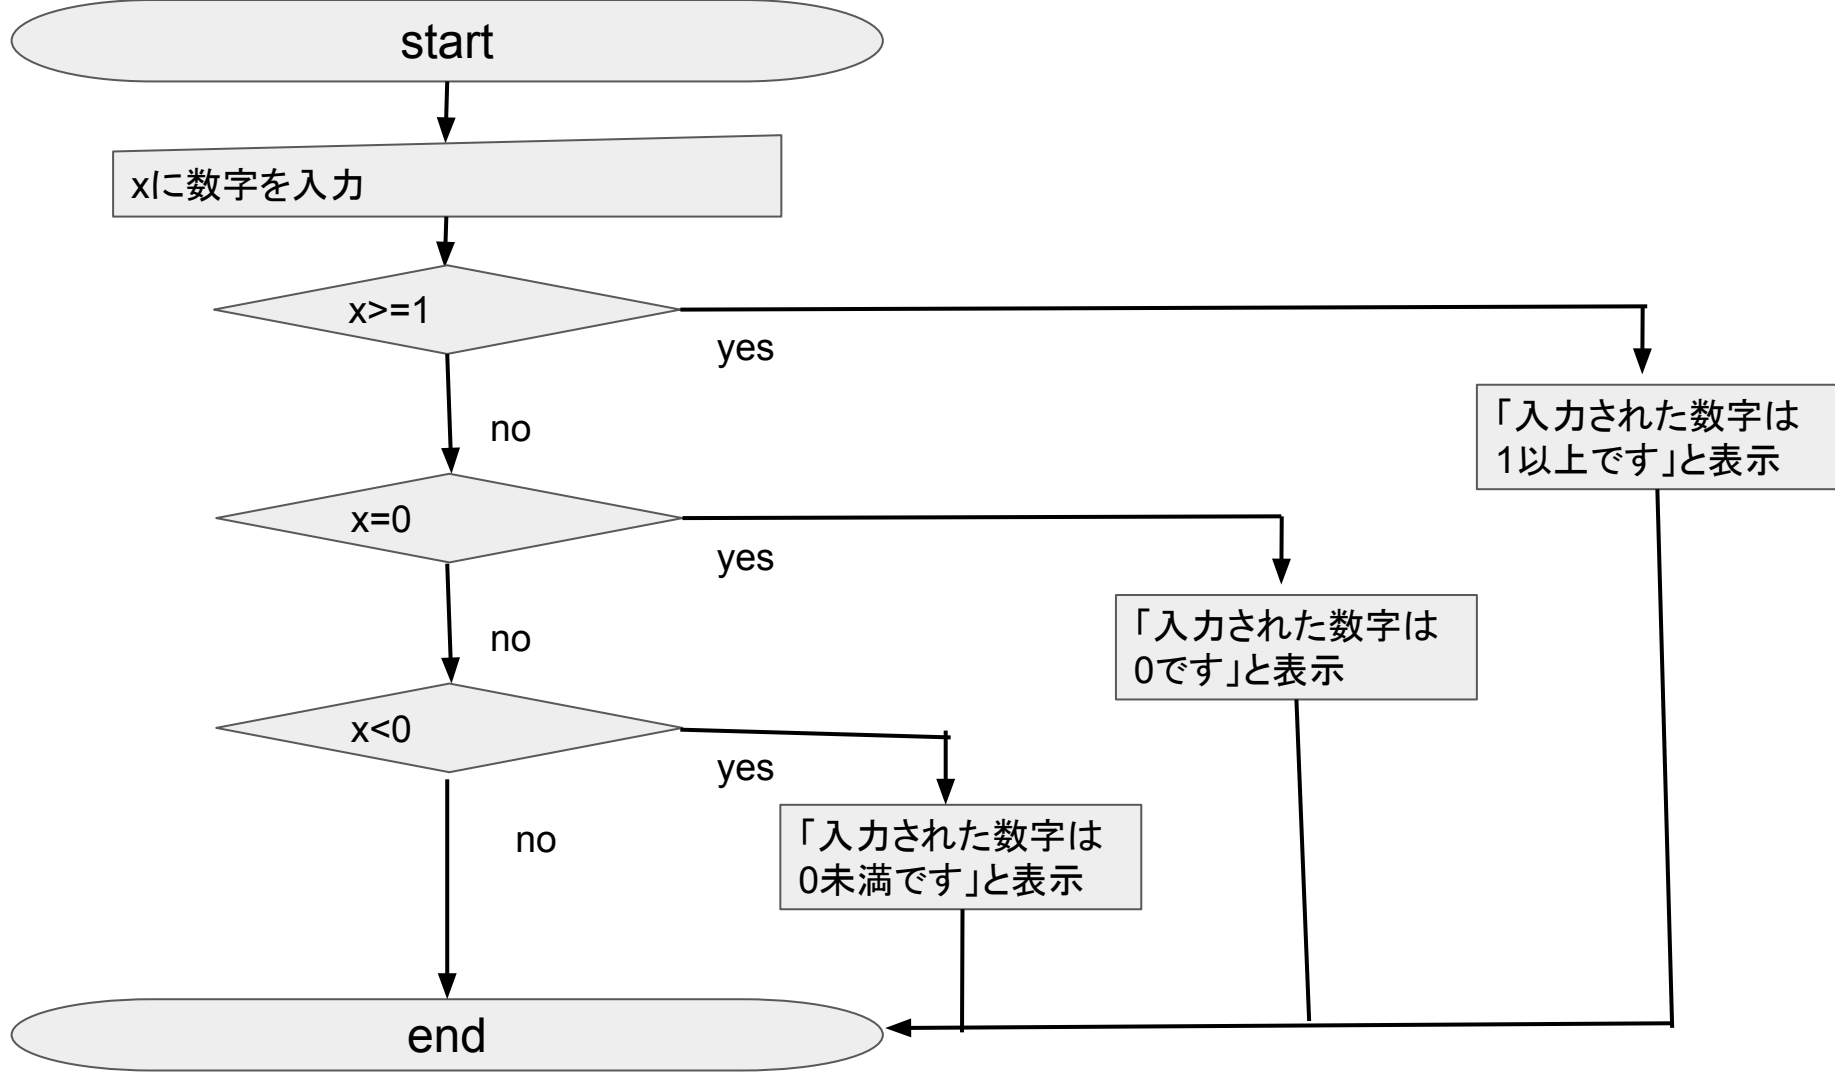 start
xに数字を入力
x>=1
yes
no
「入力された数字は
1以上です」と表示
x=0
yes
no
「入力された数字は
0です」と表示
x<0
yes
no
「入力された数字は
0未満です」と表示
end